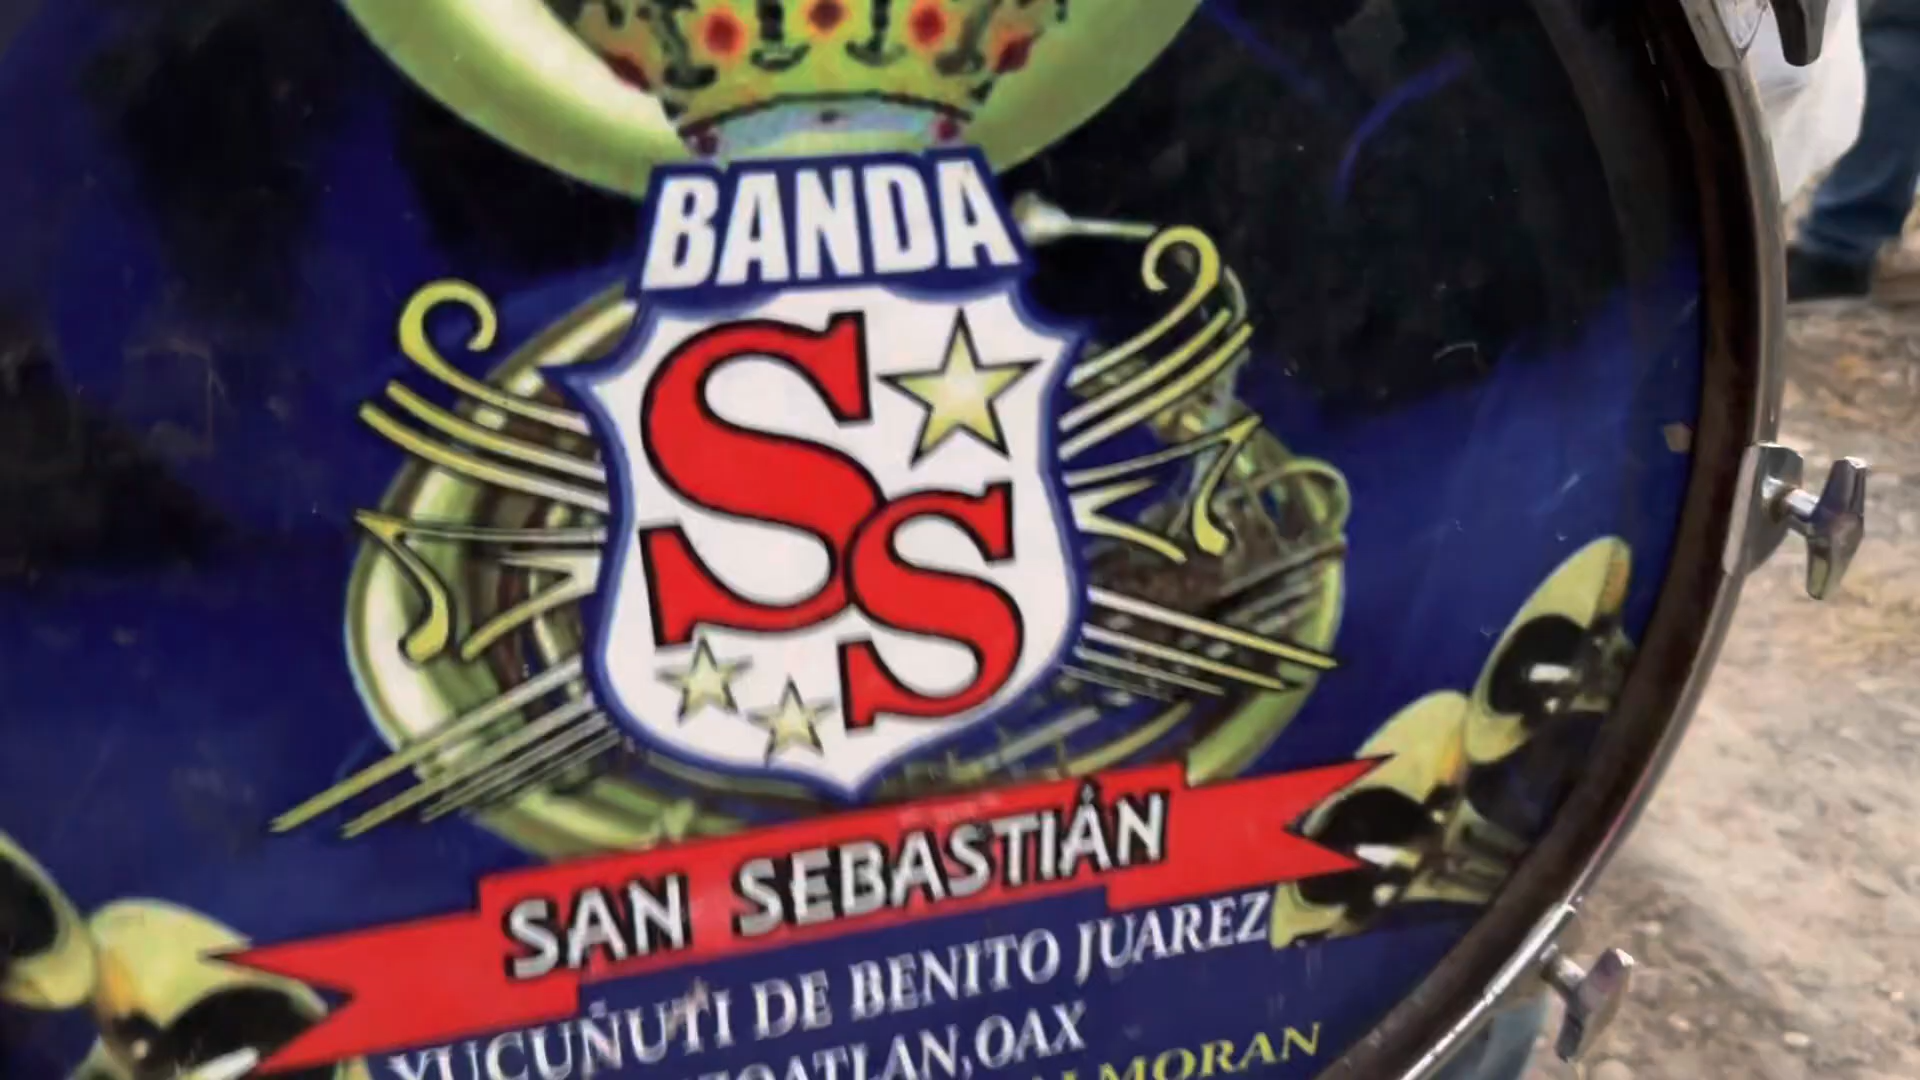 BANDA
SS
SAN SEBASTIÁN
YUCUÑUTI DE BENITO JUAREZ
OAX
MORAN